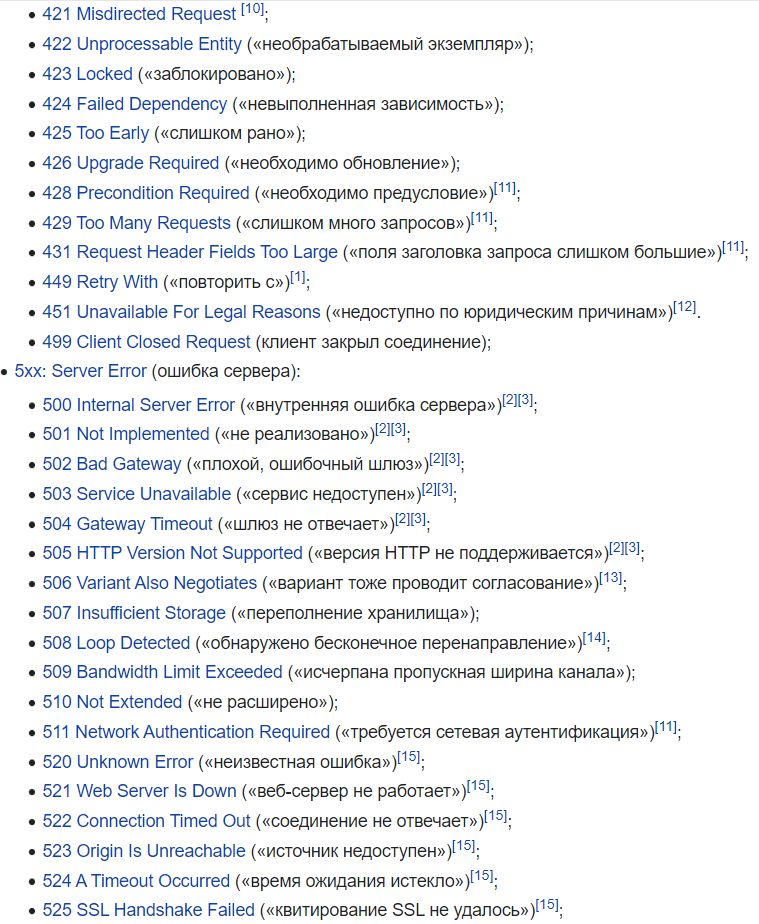 • 421 Misdirected Request [10];
• 422 Unprocessable Entity («необрабатываемый экземпляр»);
• 423 Locked («заблокировано»);
• 424 Failed Dependency («невыполненная зависимость»);
• 425 Too Early («слишком рано»);
• 426 Upgrade Required («необходимо обновление»);
• 428 Precondition Required («необходимо предусловие»)[11];
• 429 Too Many Requests («слишком много запросов»)[11];
• 431 Request Header Fields Too Large («поля заголовка запроса слишком большие»)[11];
• 449 Retry With («повторить с»)[1];
• 451 Unavailable For Legal Reasons («недоступно по юридическим причинам»)[12].
• 499 Client Closed Request (клиент закрыл соединение);
• 5xx: Server Error (ошибка сервера):
• 500 Internal Server Error («внутренняя ошибка сервера»)[2][3];
• 501 Not Implemented («не реализовано»)[2][3];
• 502 Bad Gateway («плохой, ошибочный шлюз»)[2][3];
• 503 Service Unavailable («сервис недоступен»)[2][3];
• 504 Gateway Timeout («шлюз не отвечает»)[2][3];
• 505 HTTP Version Not Supported («версия HTTP не поддерживается»)[2][3];
• 506 Variant Also Negotiates («вариант тоже проводит согласование»)[13];
• 507 Insufficient Storage («переполнение хранилища»);
• 508 Loop Detected («обнаружено бесконечное перенаправление»)[14];
• 509 Bandwidth Limit Exceeded («исчерпана пропускная ширина канала»);
• 510 Not Extended («не расширено»);
• 511 Network Authentication Required («требуется сетевая аутентификация»)[11];
• 520 Unknown Error («неизвестная ошибка»)[15];
• 521 Web Server Is Down («веб-сервер не работает»)[15];
• 522 Connection Timed Out («соединение не отвечает»)[15];
• 523 Origin Is Unreachable («источник недоступен»)[15];
• 524 A Timeout Occurred («время ожидания истекло»)[15];
• 525 SSL Handshake Failed («квитирование SSL не удалось»)[15];